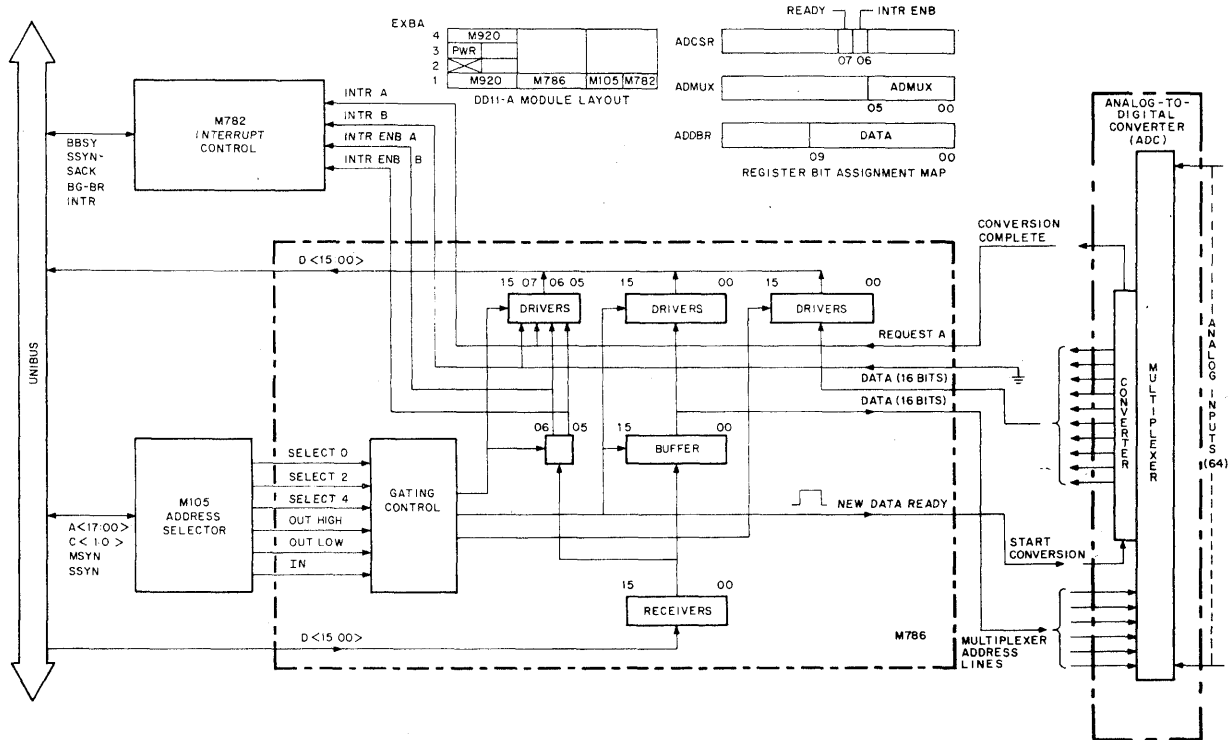 EXBA
4 M920
3 PWR
2
1 M920 M786 M105 M782
DD11-A MODULE LAYOUT
READY INTR ENB
ADCSR
07 06
ADMUX ADMUX
05 00
ADDBR DATA
09 00
REGISTER BIT ASSIGNMENT MAP
M782
INTERRUPT
CONTROL
INTR A
INTR B
INTR ENB A
INTR ENB B
BBSY
SSYN-
SACK
BG-BR
INTR
UNIBUS
D<15 00>
15 07 06 05
DRIVERS
15 00
DRIVERS
15 00
DRIVERS
REQUEST A
DATA (16 BITS)
DATA (16 BITS)
06 05
15 00
BUFFER
M105
ADDRESS
SELECTOR
A<17:00>
C< 1:0>
MSYN
SSYN
SELECT 0
SELECT 2
SELECT 4
OUT HIGH
OUT LOW
IN
GATING
CONTROL
NEW DATA READY
15 00
RECEIVERS
D<15 00>
M786
CONVERSION
COMPLETE
START
CONVERSION
MULTIPLEXER
ADDRESS
LINES
ANALOG-TO-
DIGITAL
CONVERTER
(ADC)
CONVERTER
MULTIPLEXER
ANALOG INPUTS (64)